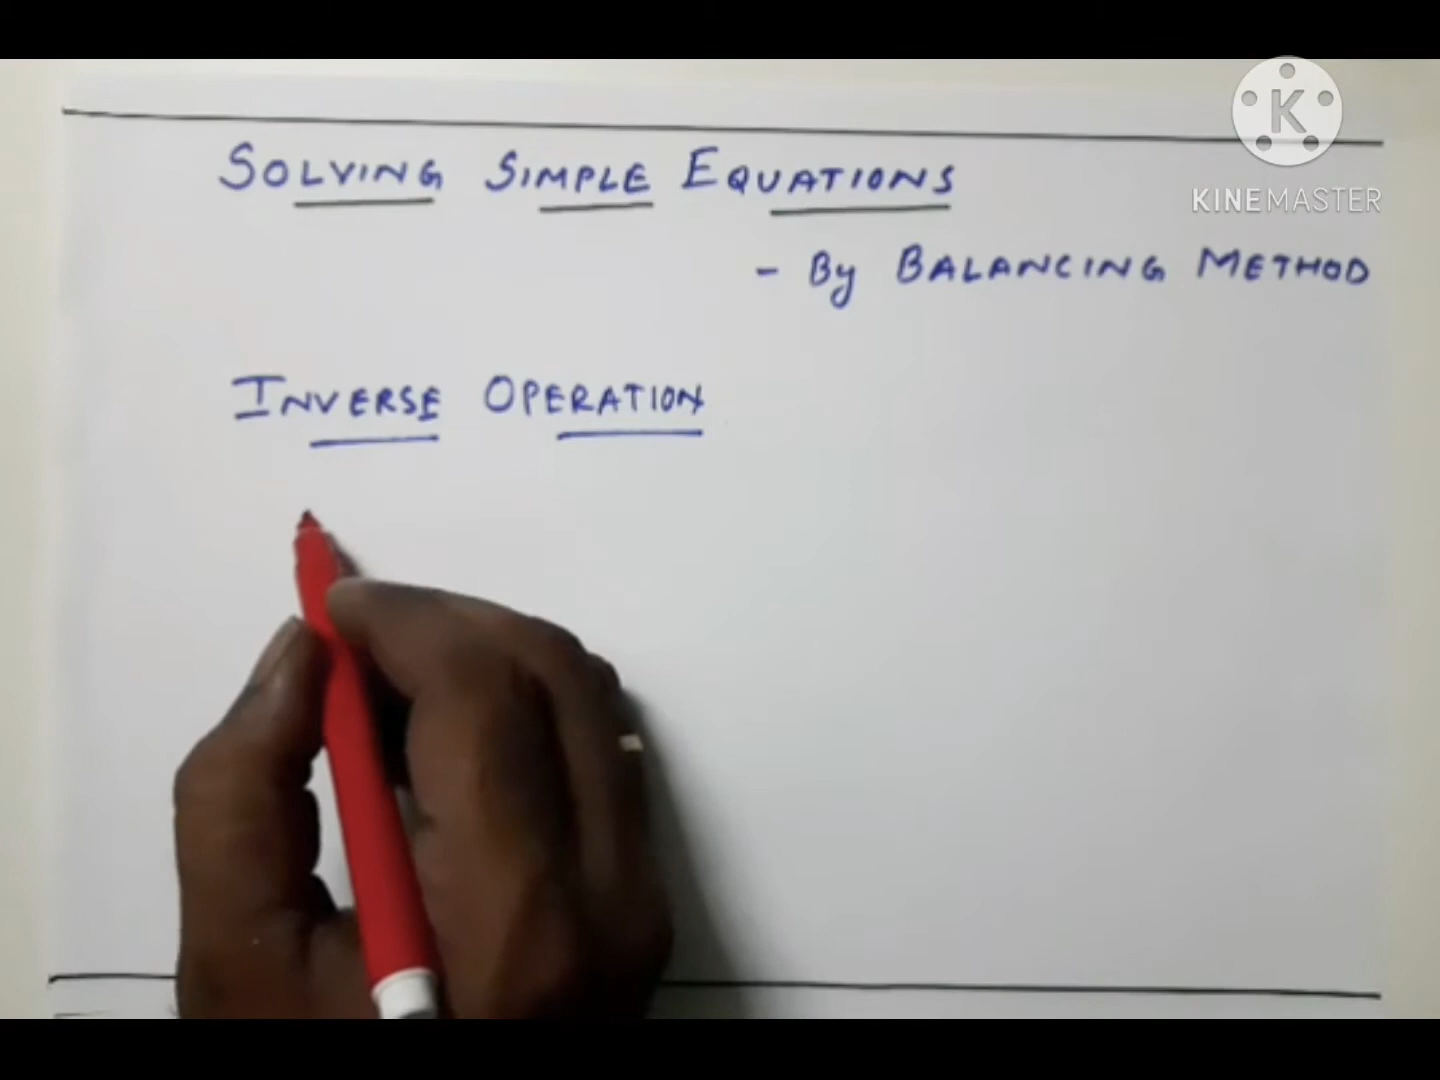 SOLVING SIMPLE EQUATIONS
- By BALANCING METHOD
INVERSE OPERATION
K
KINEMASTER